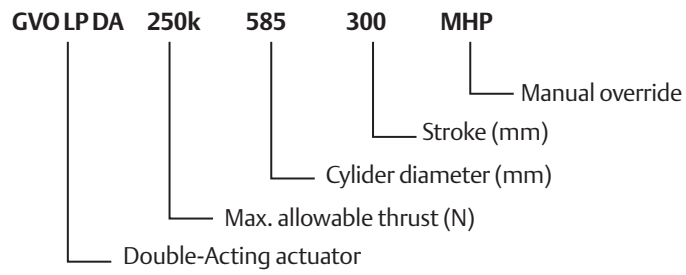 GVO LP DA 250k 585 300 MHP
Manual override
Stroke (mm)
Cylider diameter (mm)
Max. allowable thrust (N)
Double-Acting actuator